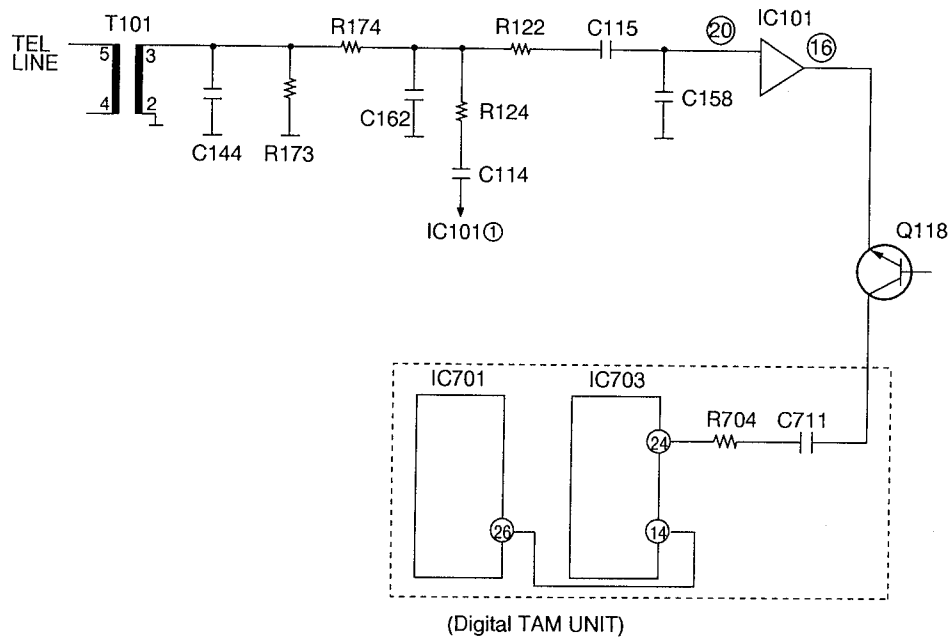 T101
TEL
LINE
5
3
4
2
R174
R122
C115
⑳
IC101
⑯
C144
R173
C162
R124
C158
C114
IC101①
Q118
IC701
IC703
R704
C711
㉔
㉖
⑭
(Digital TAM UNIT)